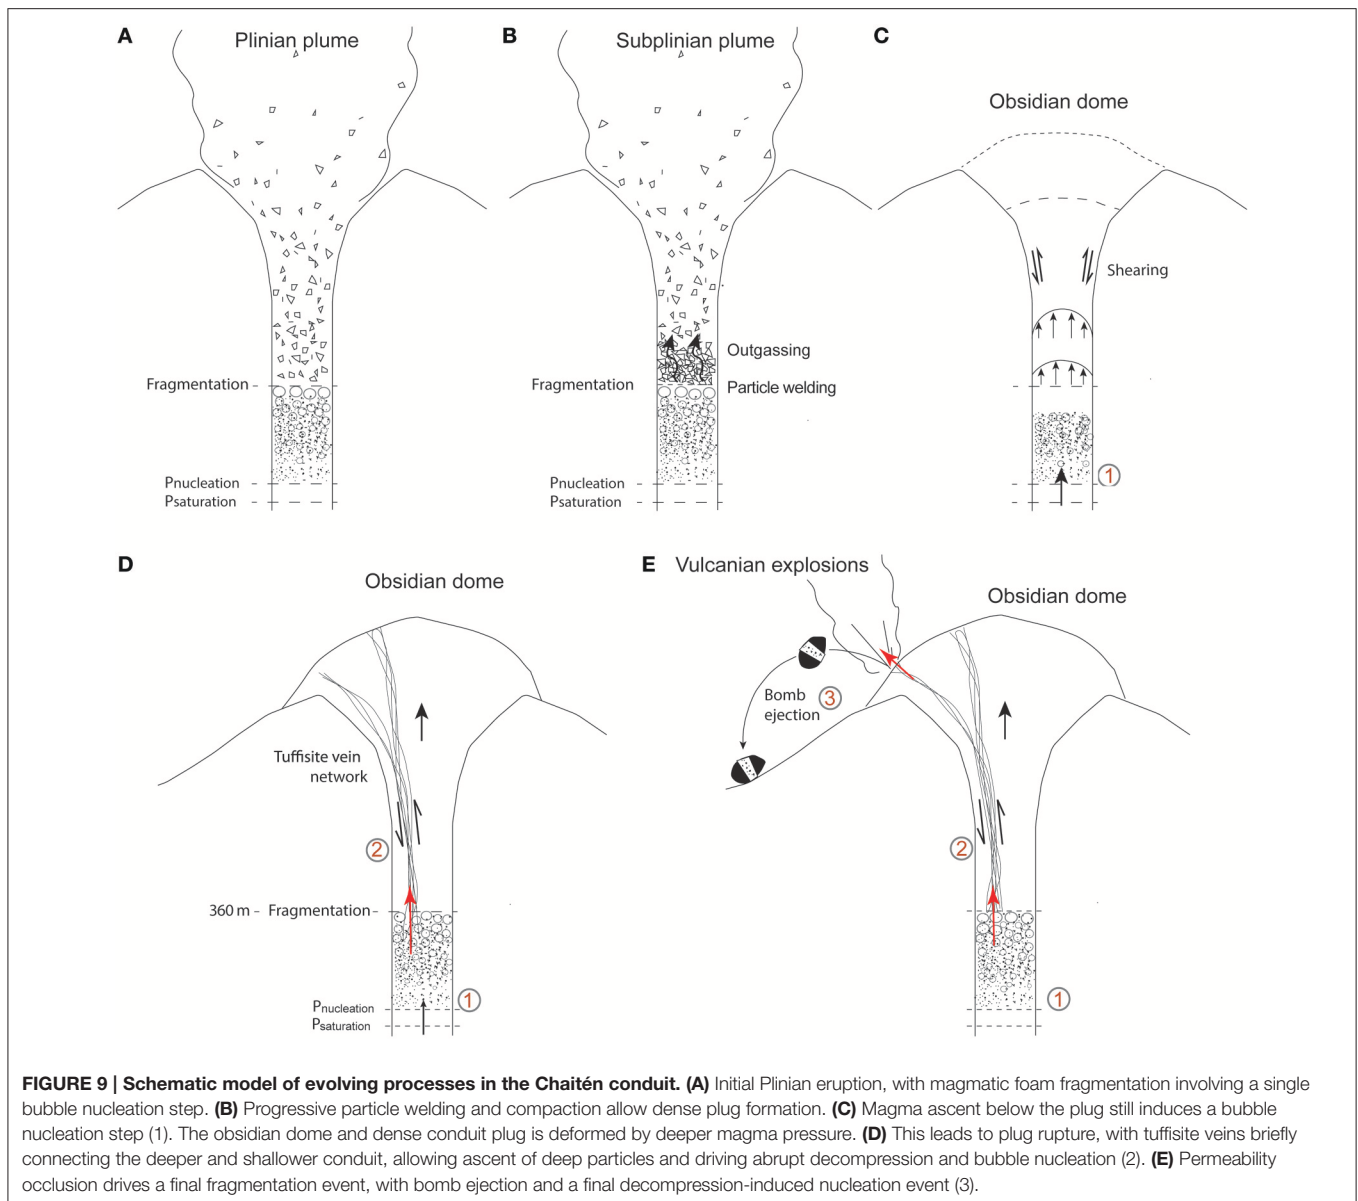 A
Plinian plume
Fragmentation
Pnucleation
Psaturation
B
Subplinian plume
Outgassing
Fragmentation
Particle welding
Pnucleation
Psaturation
C
Obsidian dome
Shearing
1
D
Obsidian dome
Tuffisite vein
network
2
360 m
Fragmentation
1
Pnucleation
Psaturation
E
Vulcanian explosions
Obsidian dome
Bomb
ejection
3
2
1
FIGURE 9 | Schematic model of evolving processes in the Chaitén conduit. (A) Initial Plinian eruption, with magmatic foam fragmentation involving a single
bubble nucleation step. (B) Progressive particle welding and compaction allow dense plug formation. (C) Magma ascent below the plug still induces a bubble
nucleation step (1). The obsidian dome and dense conduit plug is deformed by deeper magma pressure. (D) This leads to plug rupture, with tuffisite veins briefly
connecting the deeper and shallower conduit, allowing ascent of deep particles and driving abrupt decompression and bubble nucleation (2). (E) Permeability
occlusion drives a final fragmentation event, with bomb ejection and a final decompression-induced nucleation event (3).